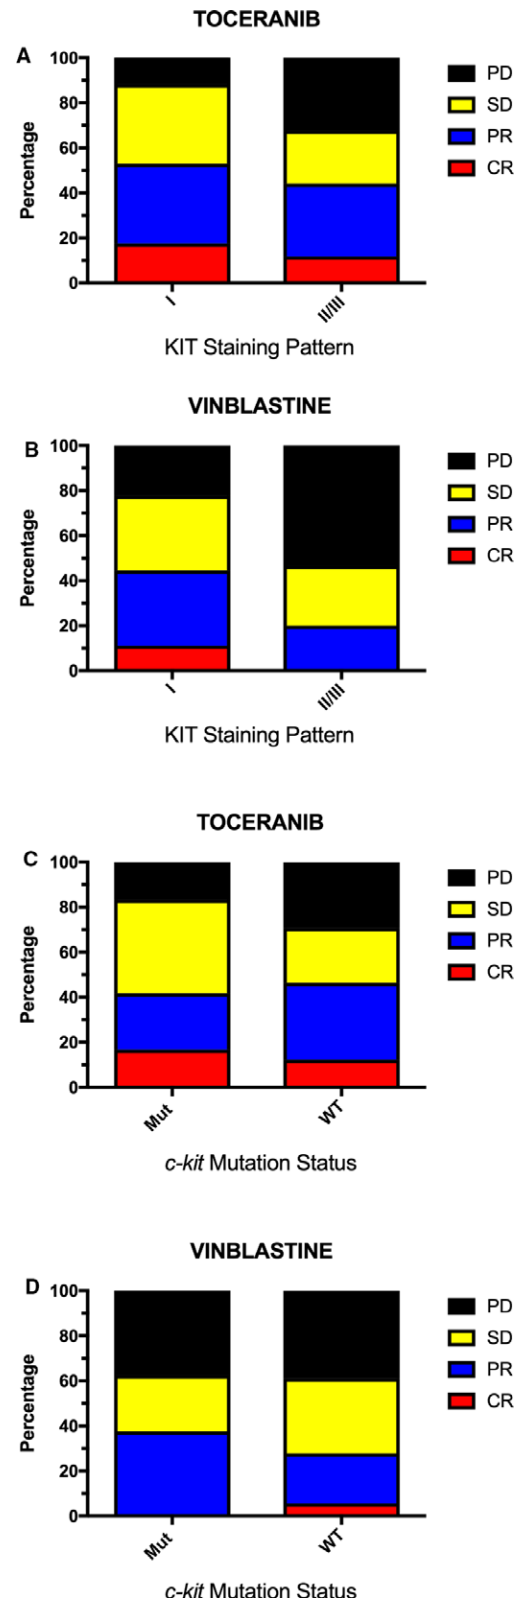 TOCERANIB
A
100
80
60
40
20
0
Percentage
I
II/III
KIT Staining Pattern
PD
SD
PR
CR
VINBLASTINE
B
100
80
60
40
20
0
Percentage
I
II/III
KIT Staining Pattern
PD
SD
PR
CR
TOCERANIB
C
100
80
60
40
20
0
Percentage
Mut
WT
c-kit Mutation Status
PD
SD
PR
CR
VINBLASTINE
D
100
80
60
40
20
0
Percentage
Mut
WT
c-kit Mutation Status
PD
SD
PR
CR